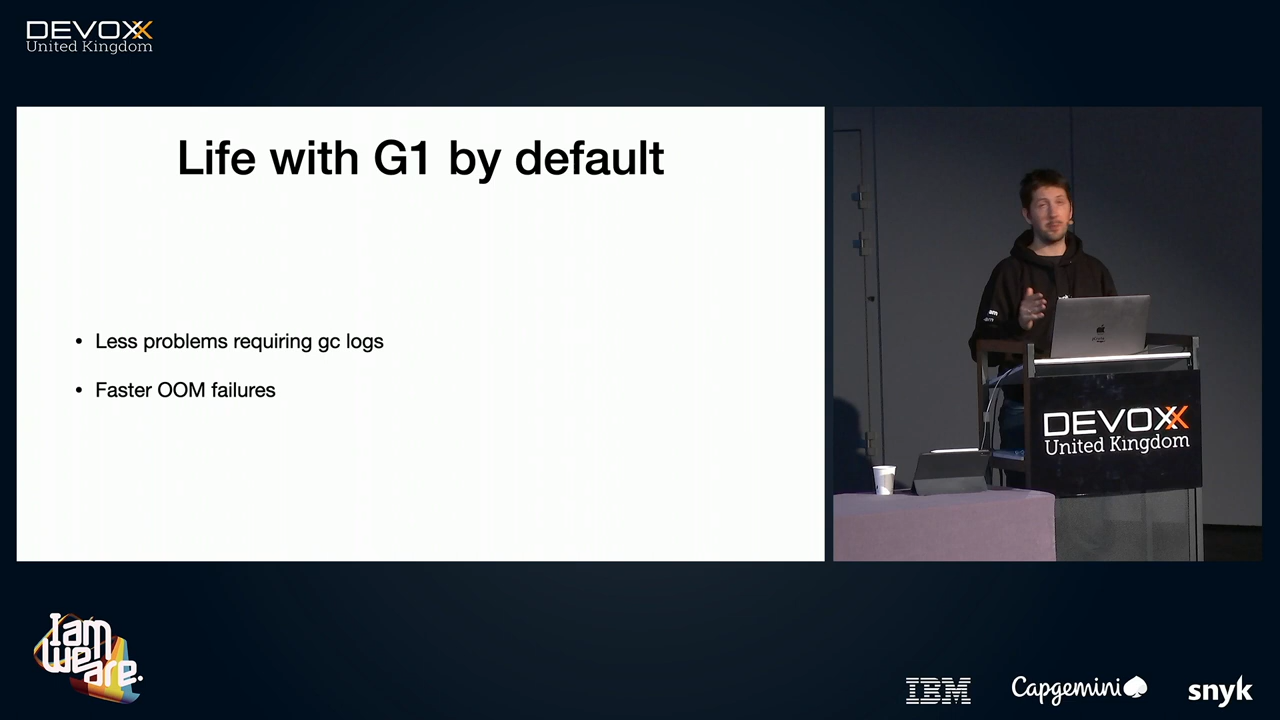 DEVOXX
United Kingdom
Life with G1 by default
• Less problems requiring gc logs
• Faster OOM failures
DEVOXX
United Kingdom
I am
We are.
IBM
Capgemini
snyk